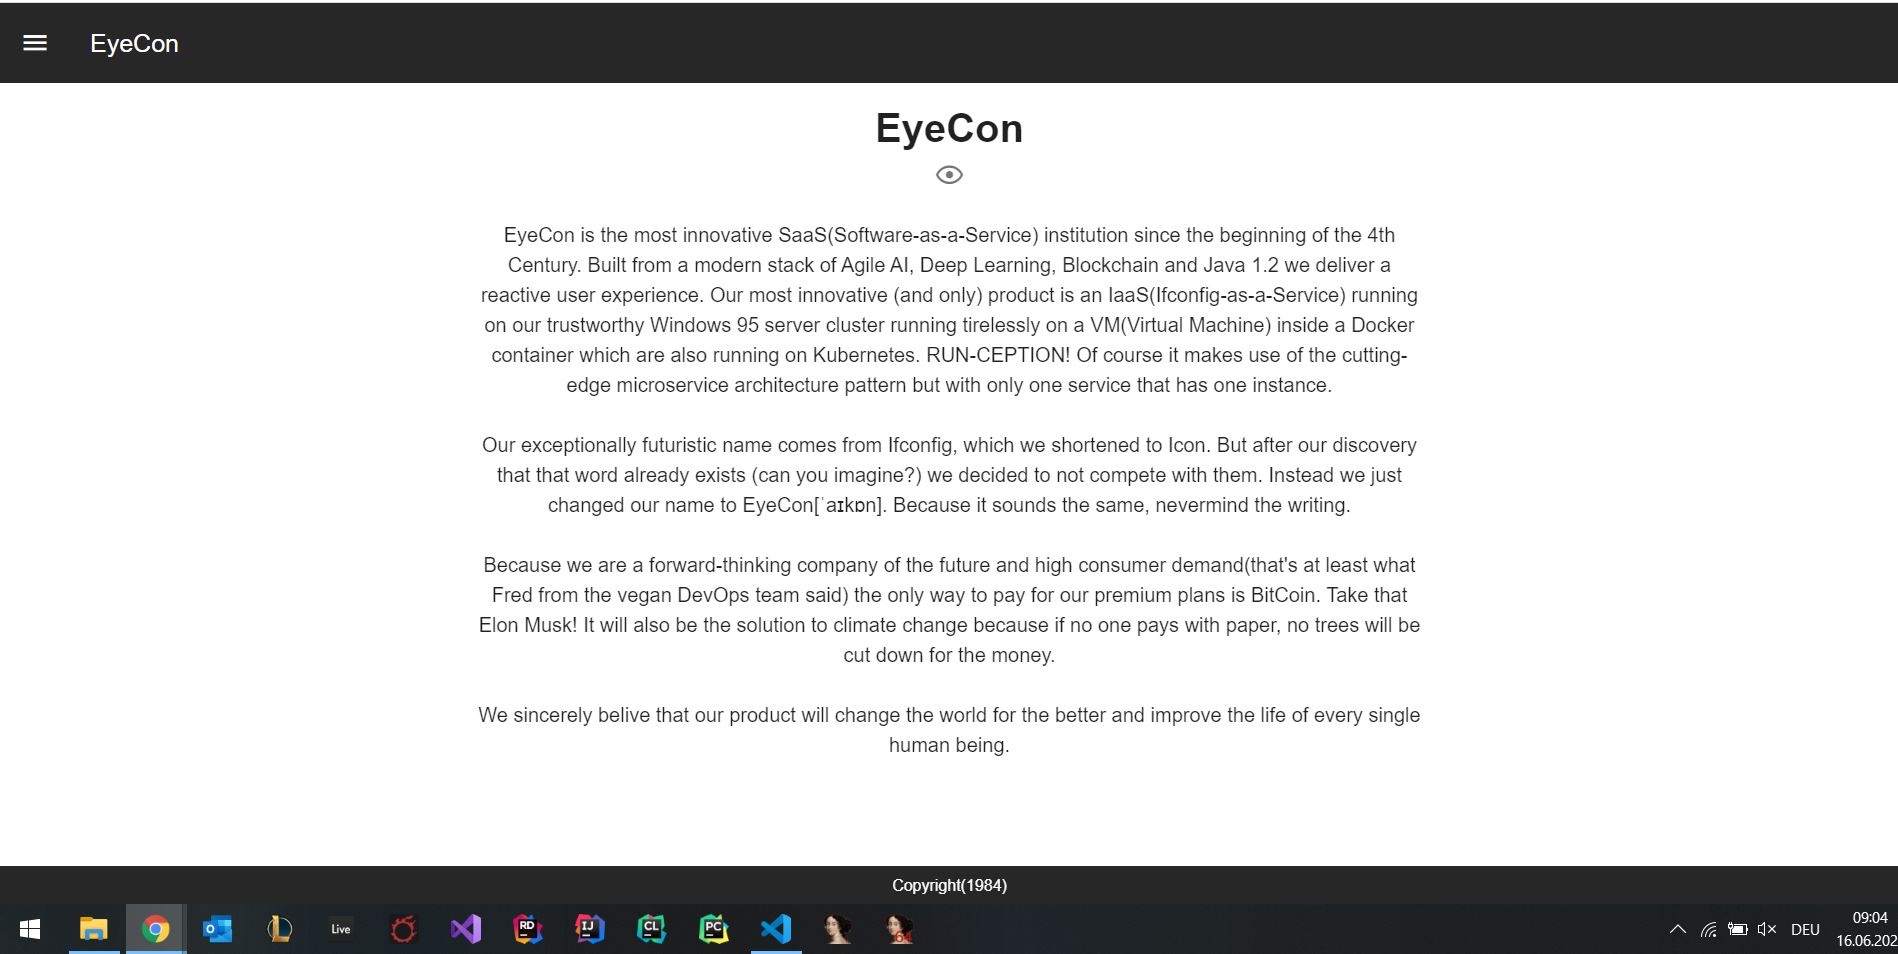 EyeCon
EyeCon
EyeCon is the most innovative SaaS(Software-as-a-Service) institution since the beginning of the 4th
Century. Built from a modern stack of Agile AI, Deep Learning, Blockchain and Java 1.2 we deliver a
reactive user experience. Our most innovative (and only) product is an IaaS(Ifconfig-as-a-Service) running
on our trustworthy Windows 95 server cluster running tirelessly on a VM(Virtual Machine) inside a Docker
container which are also running on Kubernetes. RUN-CEPTION! Of course it makes use of the cutting-
edge microservice architecture pattern but with only one service that has one instance.
Our exceptionally futuristic name comes from Ifconfig, which we shortened to Icon. But after our discovery
that that word already exists (can you imagine?) we decided to not compete with them. Instead we just
changed our name to EyeCon[ˈaɪkɒn]. Because it sounds the same, nevermind the writing.
Because we are a forward-thinking company of the future and high consumer demand(that's at least what
Fred from the vegan DevOps team said) the only way to pay for our premium plans is BitCoin. Take that
Elon Musk! It will also be the solution to climate change because if no one pays with paper, no trees will be
cut down for the money.
We sincerely belive that our product will change the world for the better and improve the life of every single
human being.
Copyright(1984)
O
L
Live
RD
IJ
CL
PC
64
DEU
09:04
16.06.202